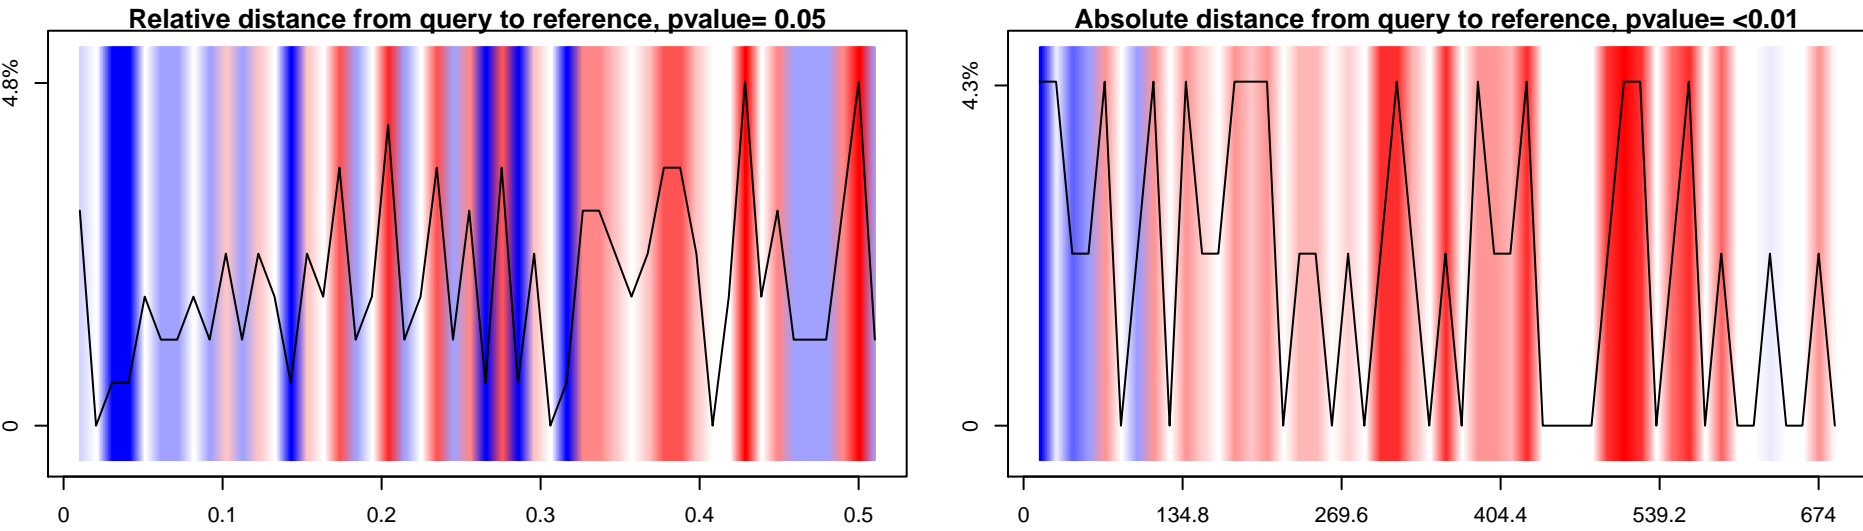 Relative distance from query to reference, pvalue= 0.05
4.8%
0
0 0.1 0.2 0.3 0.4 0.5
Absolute distance from query to reference, pvalue= <0.01
4.3%
0
0 134.8 269.6 404.4 539.2 674